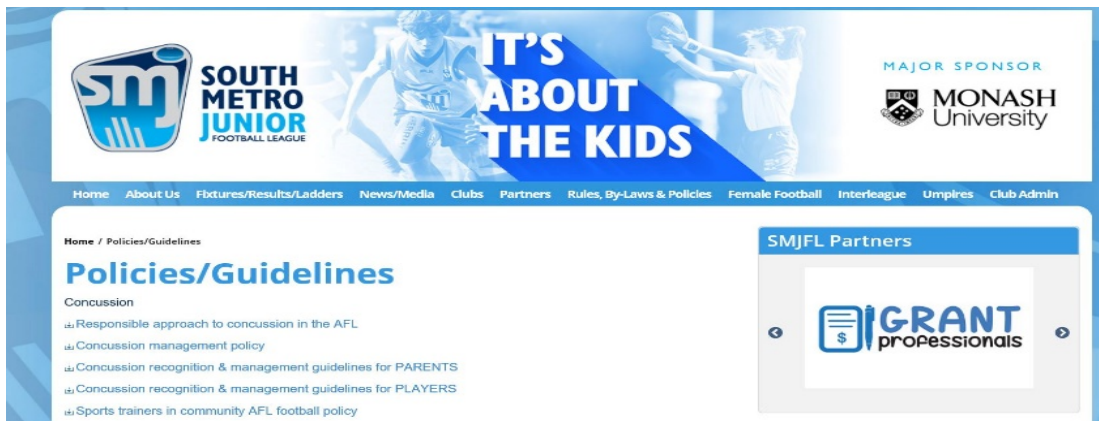 smj
SOUTH
METRO
JUNIOR
FOOTBALL LEAGUE
IT'S
ABOUT
THE KIDS
MAJOR SPONSOR
MONASH
University
Home About Us Fixtures/Results/Ladders News/Media Clubs Partners Rules, By-Laws & Policies Female Football Interleague Umpires Club Admin
Home / Policies/Guidelines
Policies/Guidelines
Concussion
Responsible approach to concussion in the AFL
Concussion management policy
Concussion recognition & management guidelines for PARENTS
Concussion recognition & management guidelines for PLAYERS
Sports trainers in community AFL football policy
SMJFL Partners
$
GRANT
professionals